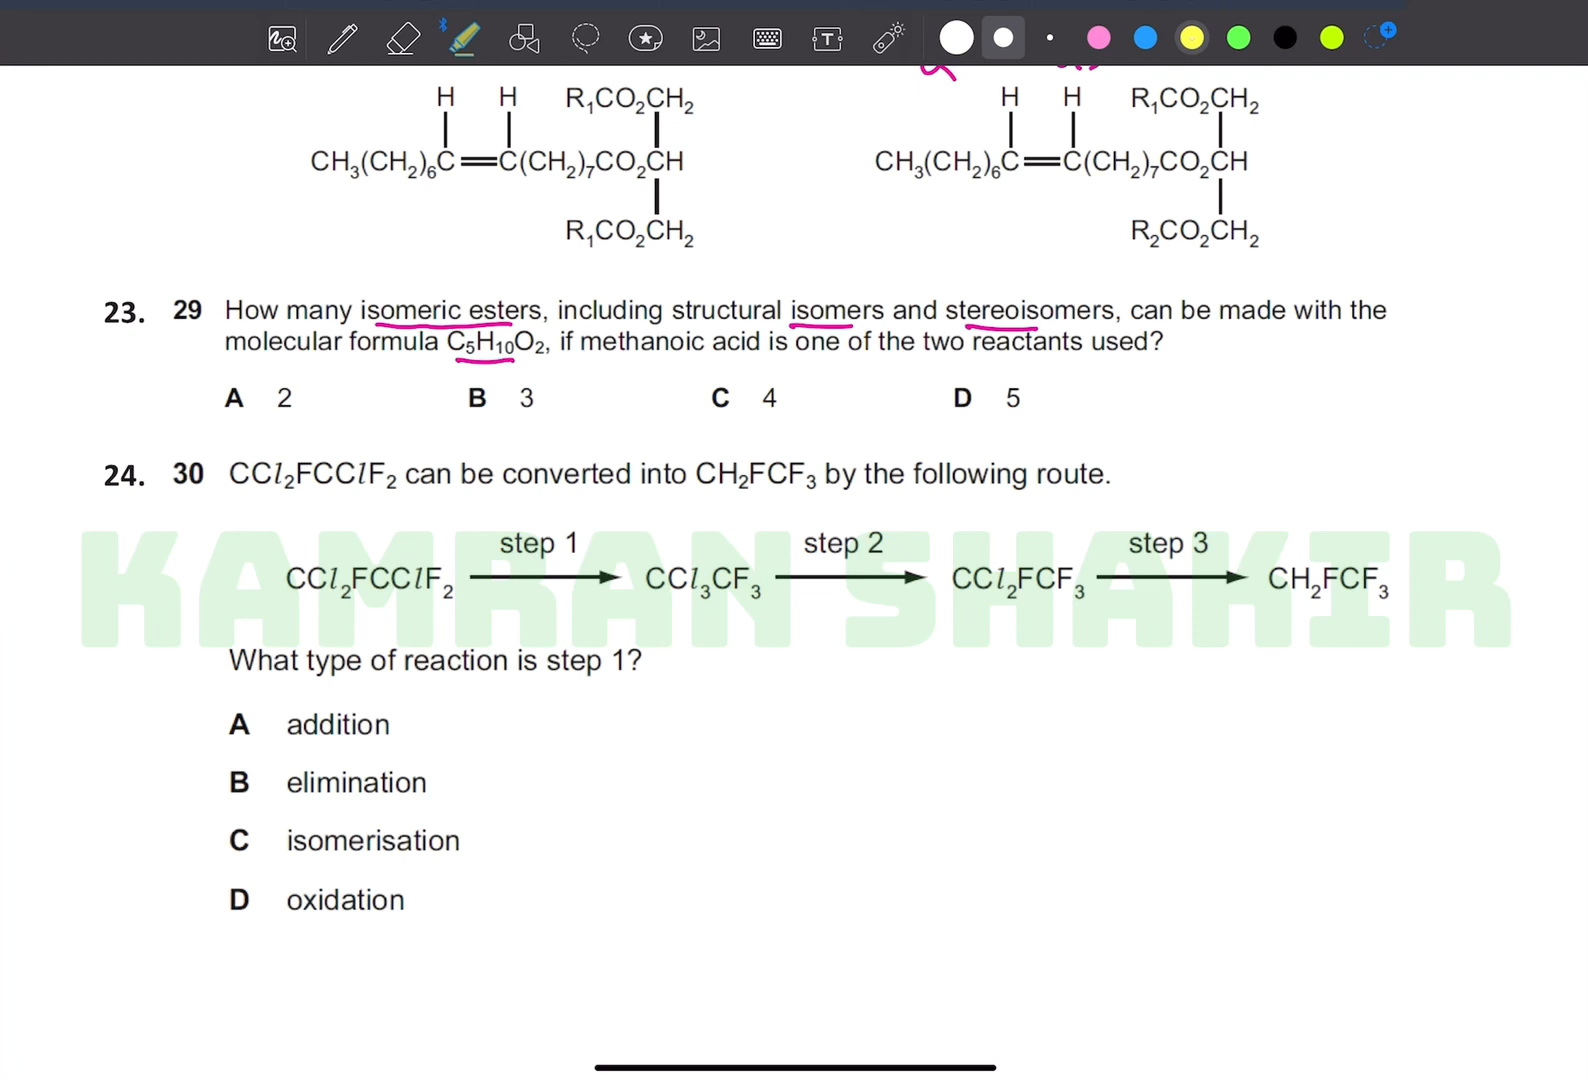 H H R₁CO₂CH₂ H H R₁CO₂CH₂
CH₃(CH₂)₆C=C(CH₂)₇CO₂CH CH₃(CH₂)₆C=C(CH₂)₇CO₂CH
R₁CO₂CH₂ R₂CO₂CH₂
23. 29 How many isomeric esters, including structural isomers and stereoisomers, can be made with the
molecular formula C₅H₁₀O₂, if methanoic acid is one of the two reactants used?
A 2 B 3 C 4 D 5
24. 30 CCl₂FCClF₂ can be converted into CH₂FCF₃ by the following route.
KAMRAN SHAKIR
step 1 step 2 step 3
CCl₂FCClF₂ → CCl₃CF₃ → CCl₂FCF₃ → CH₂FCF₃
What type of reaction is step 1?
A addition
B elimination
C isomerisation
D oxidation